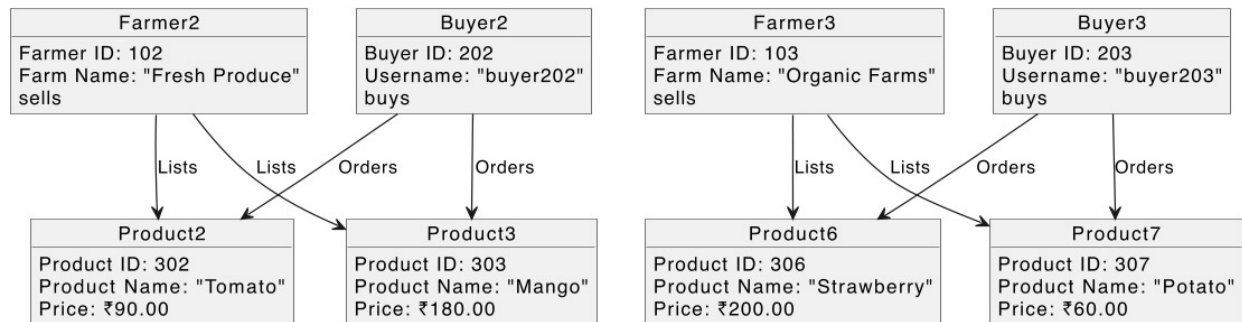 Farmer2
Farmer ID: 102
Farm Name: "Fresh Produce"
sells
Buyer2
Buyer ID: 202
Username: "buyer202"
buys
Farmer3
Farmer ID: 103
Farm Name: "Organic Farms"
sells
Buyer3
Buyer ID: 203
Username: "buyer203"
buys
Lists
Lists
Orders
Orders
Lists
Lists
Orders
Orders
Product2
Product ID: 302
Product Name: "Tomato"
Price: ₹90.00
Product3
Product ID: 303
Product Name: "Mango"
Price: ₹180.00
Product6
Product ID: 306
Product Name: "Strawberry"
Price: ₹200.00
Product7
Product ID: 307
Product Name: "Potato"
Price: ₹60.00